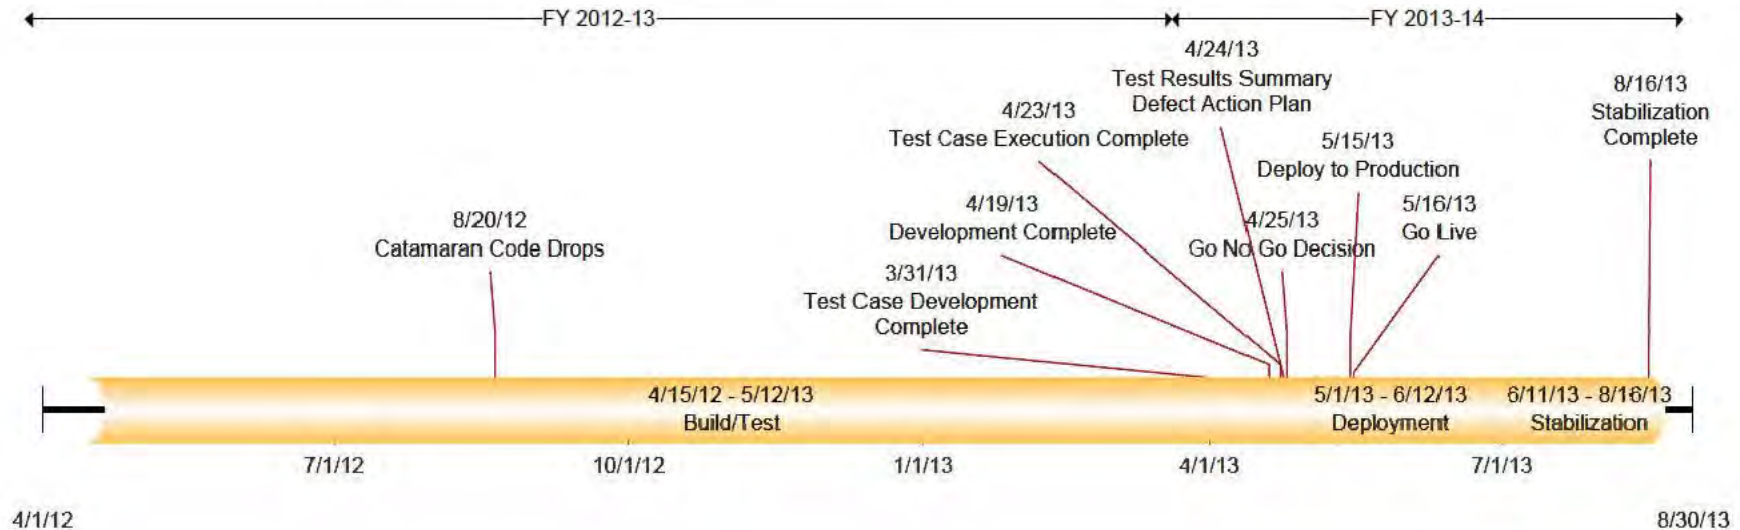 FY 2012-13
FY 2013-14
4/24/13
Test Results Summary
Defect Action Plan
8/16/13
Stabilization
Complete
4/23/13
Test Case Execution Complete
5/15/13
Deploy to Production
4/19/13
Development Complete
4/25/13
Go No Go Decision
5/16/13
Go Live
8/20/12
Catamaran Code Drops
3/31/13
Test Case Development
Complete
4/15/12 - 5/12/13
Build/Test
5/1/13 - 6/12/13
Deployment
6/11/13 - 8/16/13
Stabilization
7/1/12
10/1/12
1/1/13
4/1/13
7/1/13
4/1/12
8/30/13